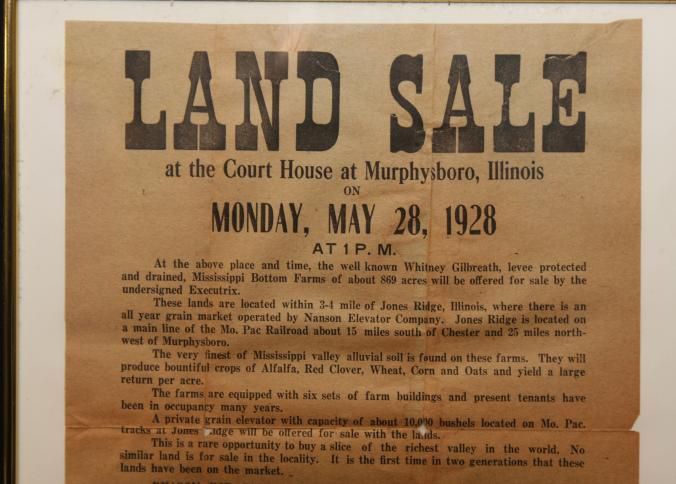 LAND SALE
at the Court House at Murphysboro, Illinois
ON
MONDAY, MAY 28, 1928
AT 1 P. M.
At the above place and time, the well known Whitney Gilbreath, levee protected
and drained, Mississippi Bottom Farms of about 869 acres will be offered for sale by the
undersigned Executrix.
These lands are located within 3-4 mile of Jones Ridge, Illinois, where there is an
all year grain market operated by Nanson Elevator Company. Jones Ridge is located on
a main line of the Mo. Pac Railroad about 15 miles south of Chester and 25 miles north-
west of Murphysboro.
The very finest of Mississippi valley alluvial soil is found on these farms. They will
produce bountiful crops of Alfalfa, Red Clover, Wheat, Corn and Oats and yield a large
return per acre.
The farms are equipped with six sets of farm buildings and present tenants have
been in occupancy many years.
A private grain elevator with capacity of about 10,000 bushels located on Mo. Pac.
tracks at Jones idge will be offered for sale with the lands.
This is a rare opportunity to buy a slice of the richest valley in the world. No
similar land is for sale in the locality. It is the first time in two generations that these
lands have been on the market.